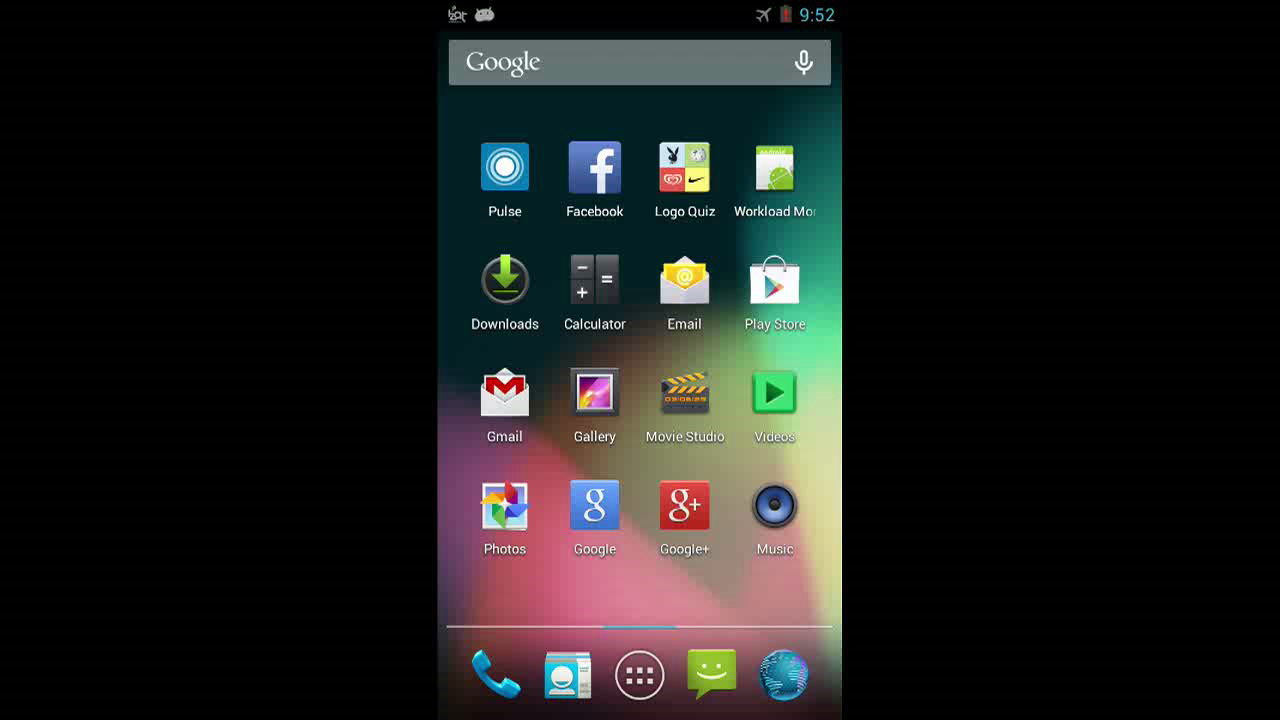 9:52
Google
Pulse
Facebook
Logo Quiz
Workload Mo
Downloads
Calculator
Email
Play Store
Gmail
Gallery
Movie Studio
Videos
Photos
Google
Google+
Music